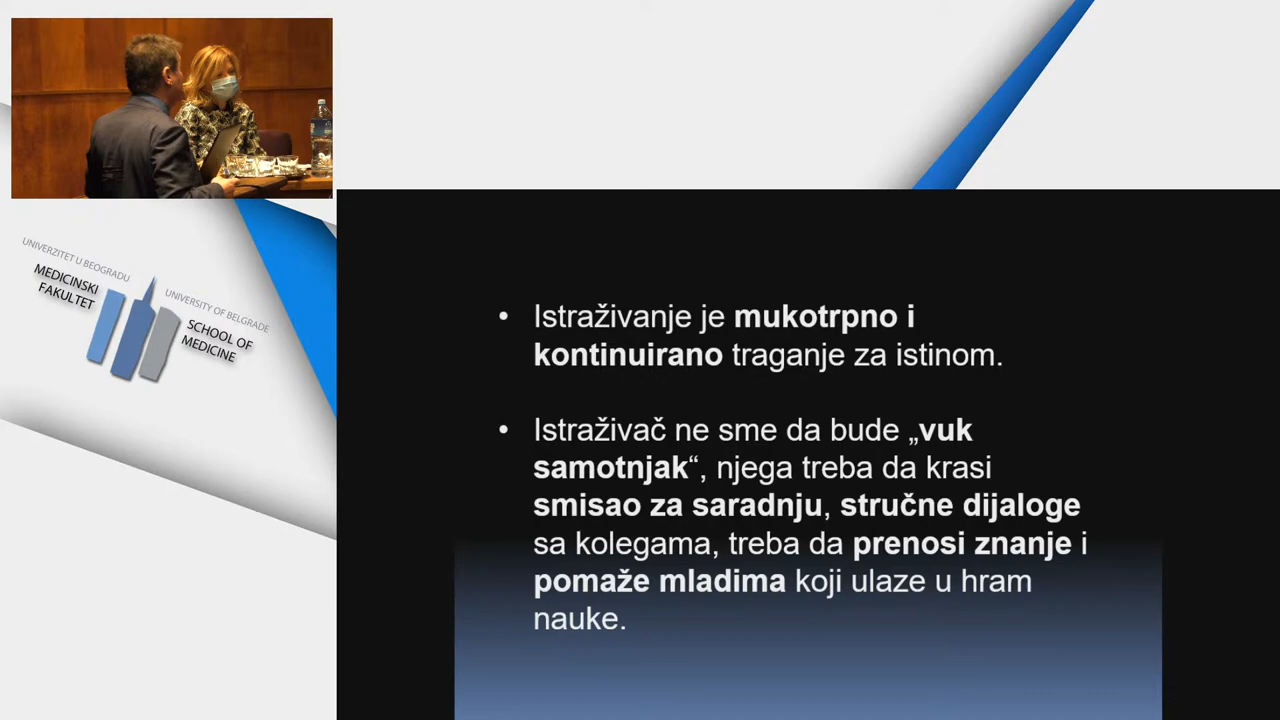 UNIVERZITET U BEOGRADU
MEDICINSKI
FAKULTET
UNIVERSITY OF BELGRADE
SCHOOL OF
MEDICINE
• Istraživanje je mukotrpno i
kontinuirano traganje za istinom.
• Istraživač ne sme da bude „vuk
samotnjak“, njega treba da krasi
smisao za saradnju, stručne dijaloge
sa kolegama, treba da prenosi znanje i
pomaže mladima koji ulaze u hram
nauke.